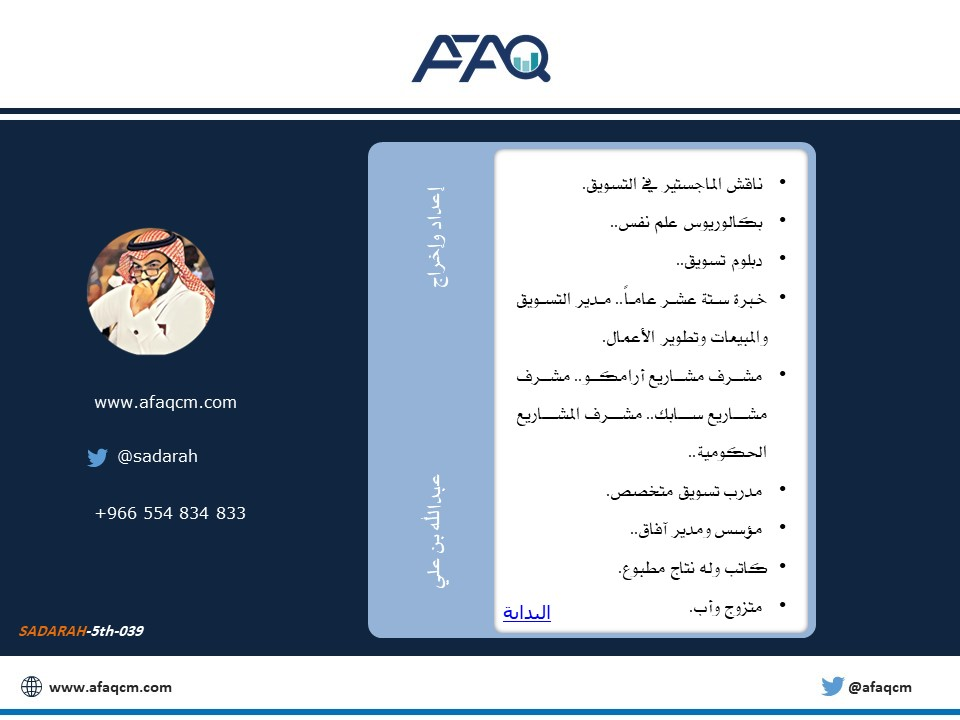 AFAQ
إعداد وإخراج
عبدالله بن علي
• ناقش الماجستير في التسويق.
• بكالوريوس علم نفس..
• دبلوم تسويق..
• خبرة ستة عشر عاماً.. مدير التسويق
والمبيعات وتطوير الأعمال.
• مشرف مشاريع أرامكو.. مشرف
مشاريع سابك.. مشرف المشاريع
الحكومية..
• مدرب تسويق متخصص.
• مؤسس ومدير آفاق..
• كاتب وله نتاج مطبوع.
• متزوج وأب.
البداية
www.afaqcm.com
@sadarah
+966 554 834 833
SADARAH-5th-039
www.afaqcm.com
@afaqcm